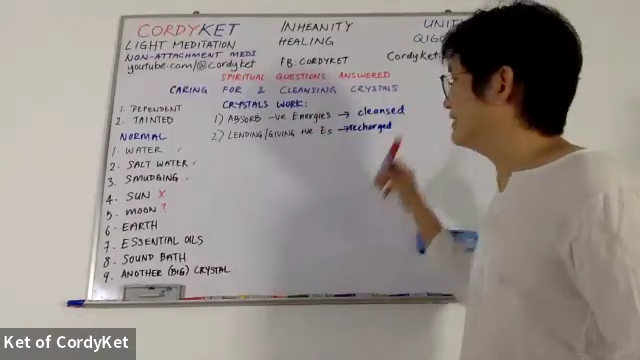 CORDYKET
INHEANITY
UNIT
LIGHT MEDITATION
HEALING
QIG
NON-ATTACHMENT MEDI
youtube.com/@cordyket
FB: CORDYKET
Cordyket
SPIRITUAL QUESTIONS ANSWERED
CARING FOR & CLEANSING CRYSTALS
1. DEPENDENT
2. TAINTED
NORMAL
1. WATER
2. SALT WATER
3. SMUDGING
4. SUN X
5. MOON ?
6. EARTH
7. ESSENTIAL OILS
8. SOUND BATH
9. ANOTHER (BIG) CRYSTAL
CRYSTALS WORK:
1) ABSORB -ve Energies → cleansed
2) LENDING/GIVING +ve Es → recharged
Ket of CordyKet